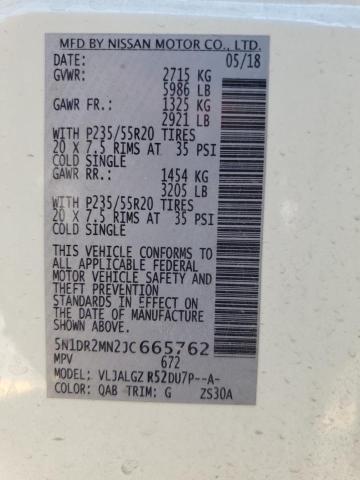 MFD BY NISSAN MOTOR CO., LTD.
DATE: 05/18
GVWR: 2715 KG
5986 LB
GAWR FR.: 1325 KG
2921 LB
WITH P235/55R20 TIRES
20 X 7.5 RIMS AT 35 PSI
COLD SINGLE
GAWR RR.: 1454 KG
3205 LB
WITH P235/55R20 TIRES
20 X 7.5 RIMS AT 35 PSI
COLD SINGLE
THIS VEHICLE CONFORMS TO
ALL APPLICABLE FEDERAL
MOTOR VEHICLE SAFETY AND
THEFT PREVENTION
STANDARDS IN EFFECT ON
THE DATE OF MANUFACTURE
SHOWN ABOVE.
5N1DR2MN2JC665762
MPV 672
MODEL: VLJALGZ R52DU7P--A-
COLOR: QAB TRIM: G ZS30A